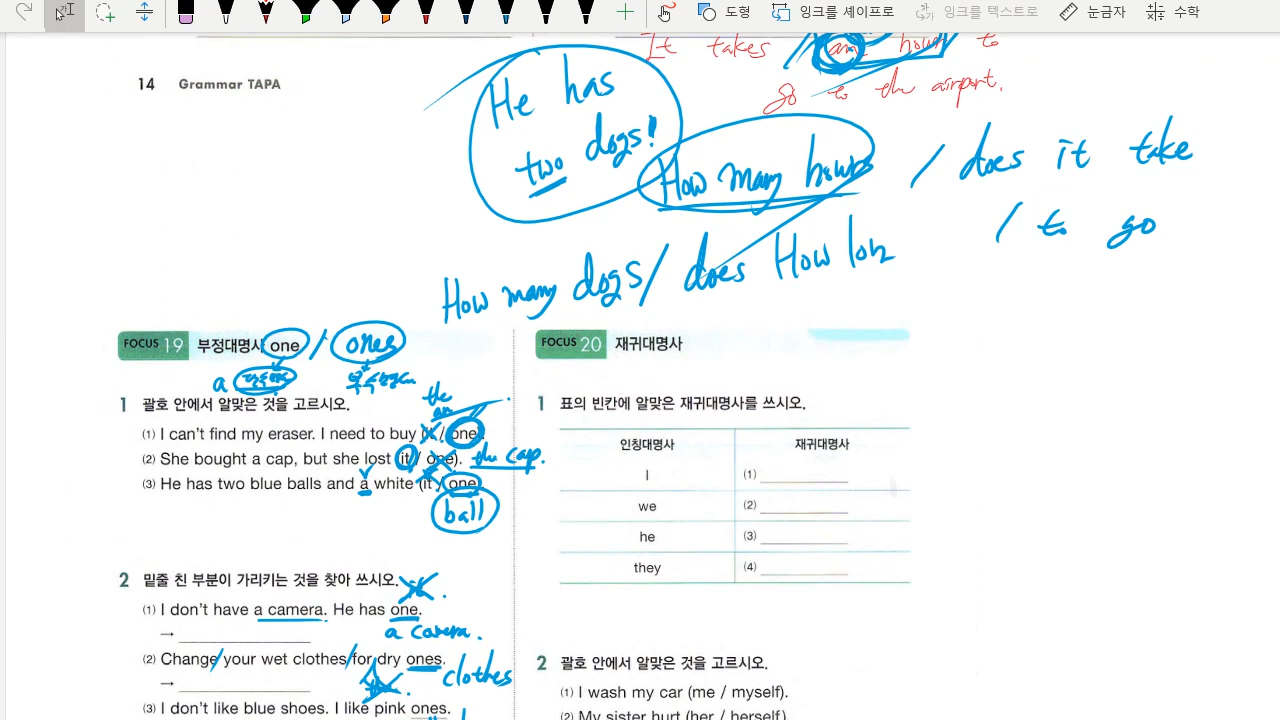 도형
잉크를 셰이프로
잉크를 텍스트로
눈금자
수학
It takes hours to
go to the airport.
14 Grammar TAPA
He has
two dogs!
How many hours / does it take
/ to go
How many dogs / does How lon
FOCUS 19 부정대명사 one / ones
a 복수명사
1 괄호 안에서 알맞은 것을 고르시오.
the
an
(1) I can't find my eraser. I need to buy (it / one).
(2) She bought a cap, but she lost (it / one). the cap.
(3) He has two blue balls and a white (it / one).
ball
2 밑줄 친 부분이 가리키는 것을 찾아 쓰시오.
(1) I don't have a camera. He has one.
→ a camera.
(2) Change / your wet clothes / for dry ones.
→ clothes
(3) I don't like blue shoes. I like pink ones.
FOCUS 20 재귀대명사
1 표의 빈칸에 알맞은 재귀대명사를 쓰시오.
인칭대명사 재귀대명사
I (1)
we (2)
he (3)
they (4)
2 괄호 안에서 알맞은 것을 고르시오.
(1) I wash my car (me / myself).
(2) My sister hurt (her / herself)